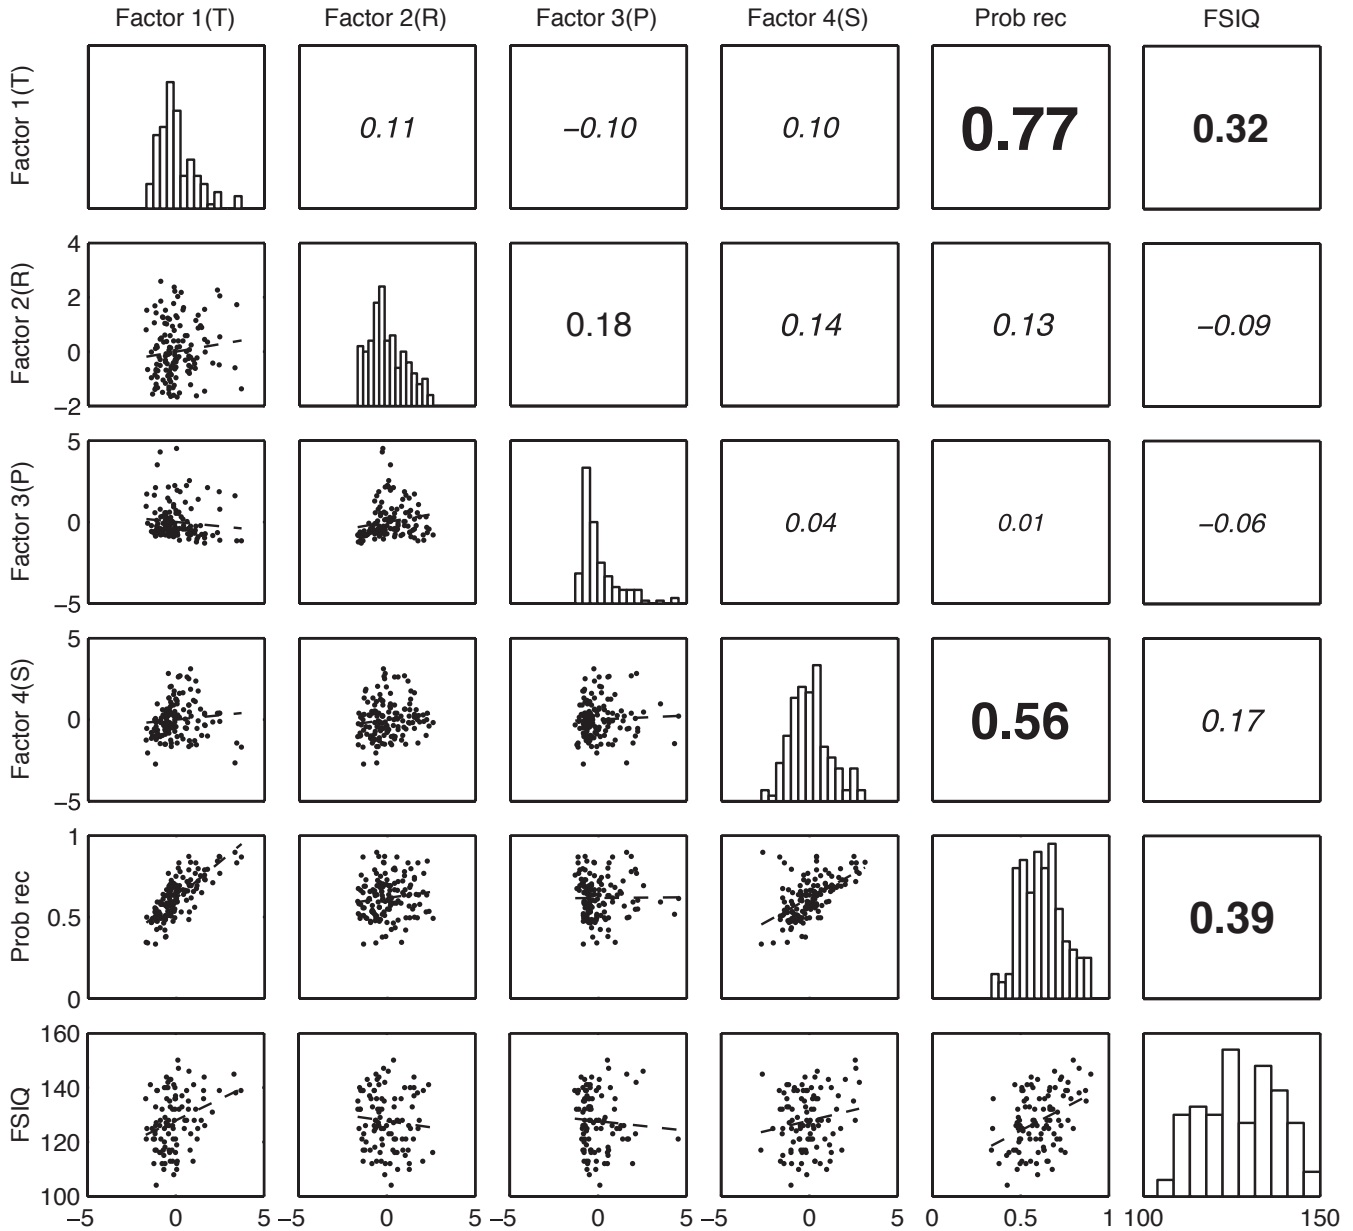 Factor 1(T) Factor 2(R) Factor 3(P) Factor 4(S) Prob rec FSIQ
Factor 1(T)
0.11 −0.10 0.10 0.77 0.32
Factor 2(R)
4
2
0
−2
0.18 0.14 0.13 −0.09
Factor 3(P)
5
0
−5
0.04 0.01 −0.06
Factor 4(S)
5
0
−5
0.56 0.17
Prob rec
1
0.5
0
0.39
FSIQ
160
140
120
100
−5 0 5 −5 0 5 −5 0 5 −5 0 5 0 0.5 1 100 150